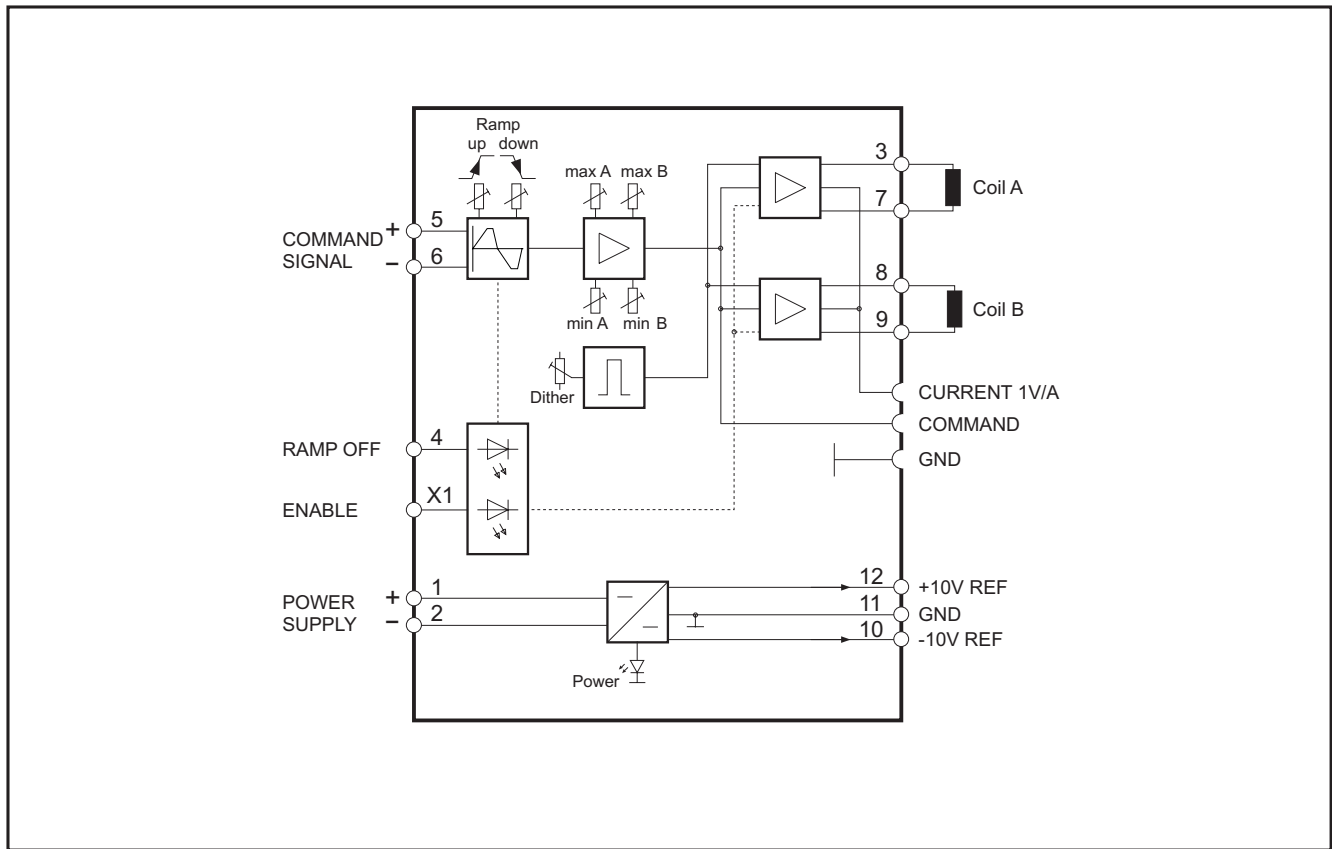 Ramp
up down
max A max B
3
Coil A
7
+ 5
COMMAND
SIGNAL
− 6
8
Coil B
9
min A min B
Dither
CURRENT 1V/A
COMMAND
RAMP OFF 4
GND
ENABLE X1
12 +10V REF
+ 1
POWER
SUPPLY
− 2
11 GND
10 -10V REF
Power